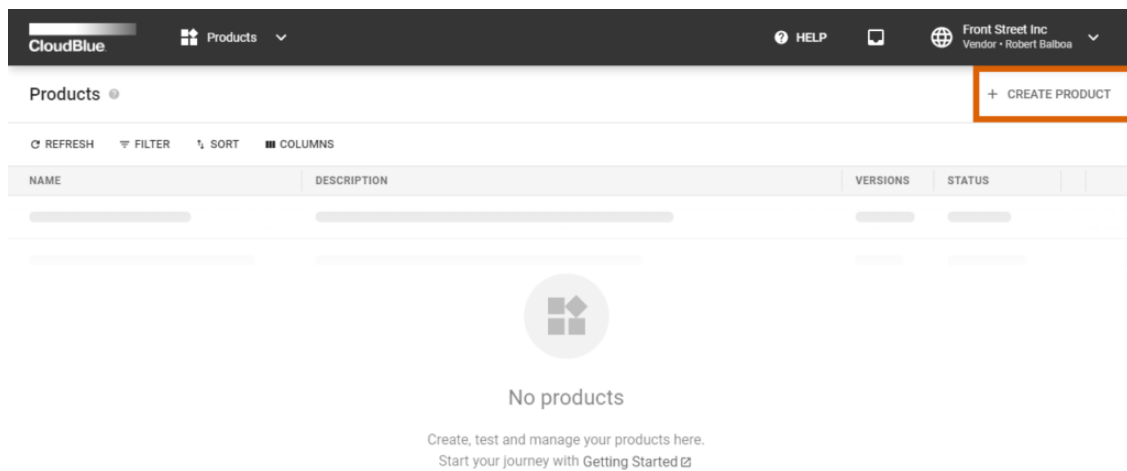 CloudBlue
Products
HELP
Front Street Inc
Vendor • Robert Balboa
Products
+ CREATE PRODUCT
REFRESH
FILTER
SORT
COLUMNS
NAME
DESCRIPTION
VERSIONS
STATUS
No products
Create, test and manage your products here.
Start your journey with Getting Started